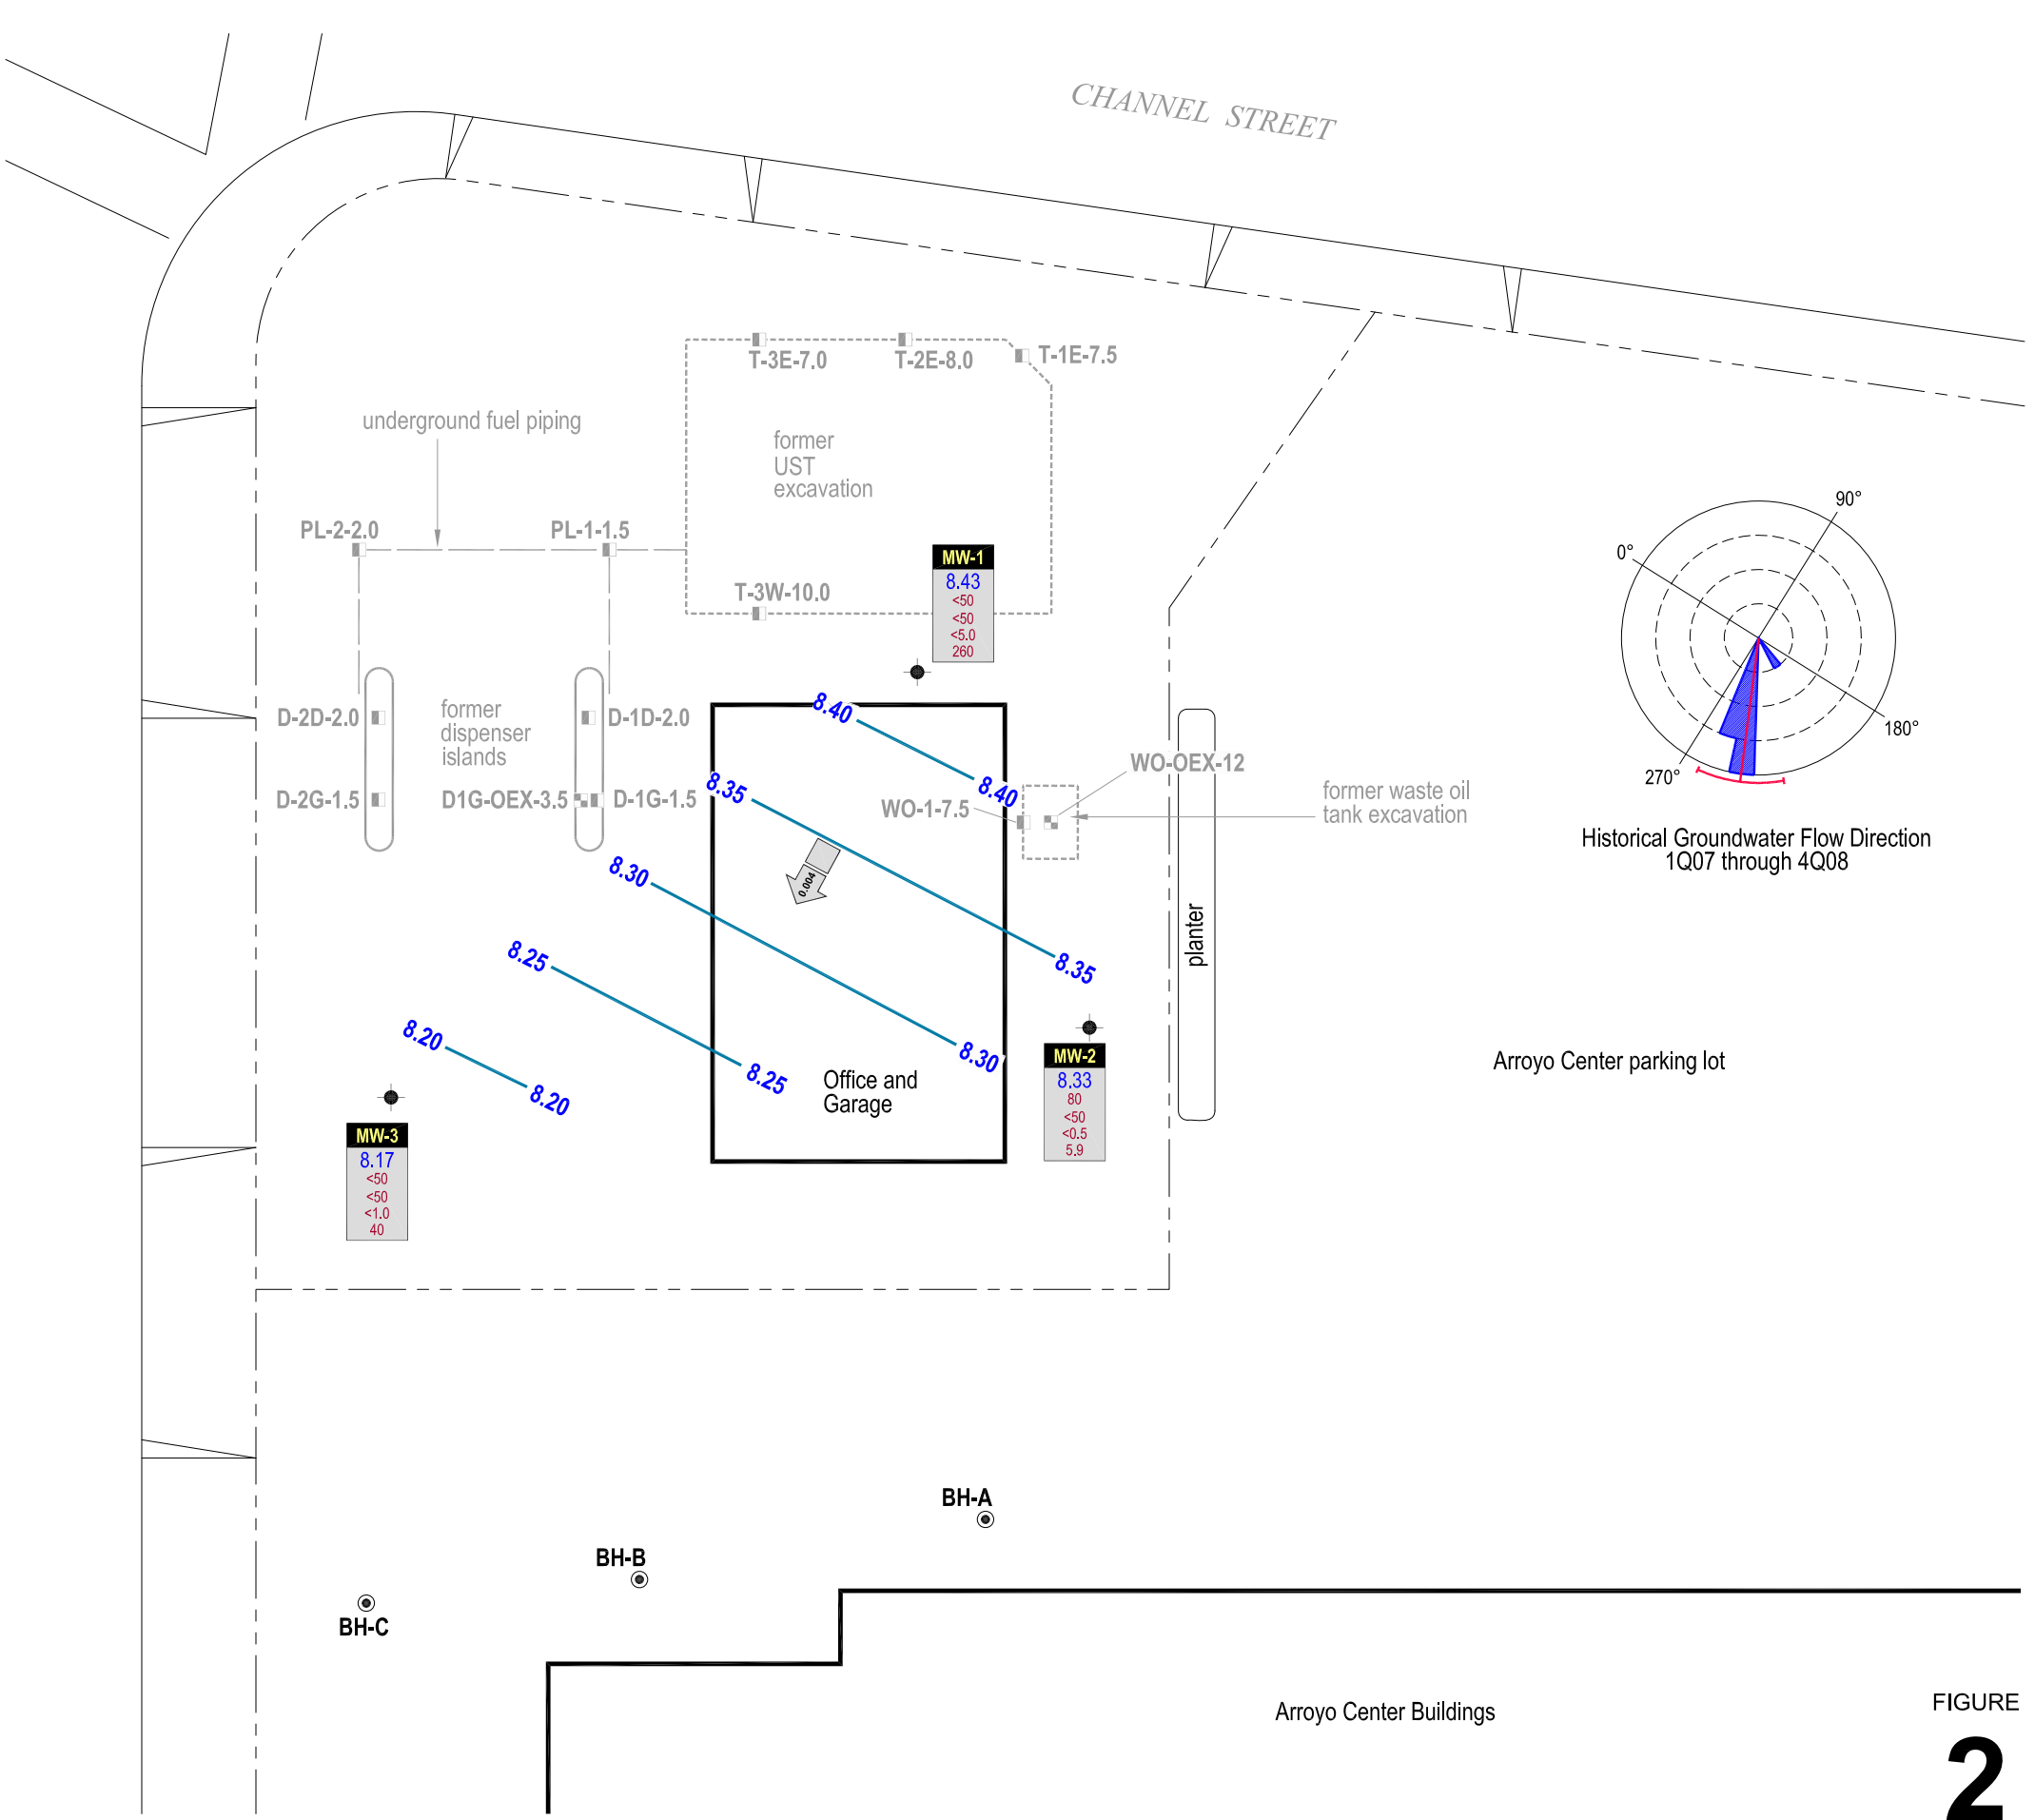 CHANNEL STREET
T-3E-7.0
T-2E-8.0
T-1E-7.5
underground fuel piping
former
UST
excavation
PL-2-2.0
PL-1-1.5
T-3W-10.0
MW-1
8.43
<50
<50
<5.0
260
90°
0°
180°
270°
Historical Groundwater Flow Direction
1Q07 through 4Q08
D-2D-2.0
former
dispenser
islands
D-1D-2.0
D-2G-1.5
D1G-OEX-3.5
D-1G-1.5
8.40
8.40
WO-OEX-12
WO-1-7.5
former waste oil
tank excavation
8.35
8.35
0.004
8.30
8.30
8.25
8.25
8.20
8.20
planter
Office and
Garage
MW-2
8.33
80
<50
<0.5
5.9
Arroyo Center parking lot
MW-3
8.17
<50
<50
<1.0
40
BH-A
BH-B
BH-C
Arroyo Center Buildings
FIGURE
2